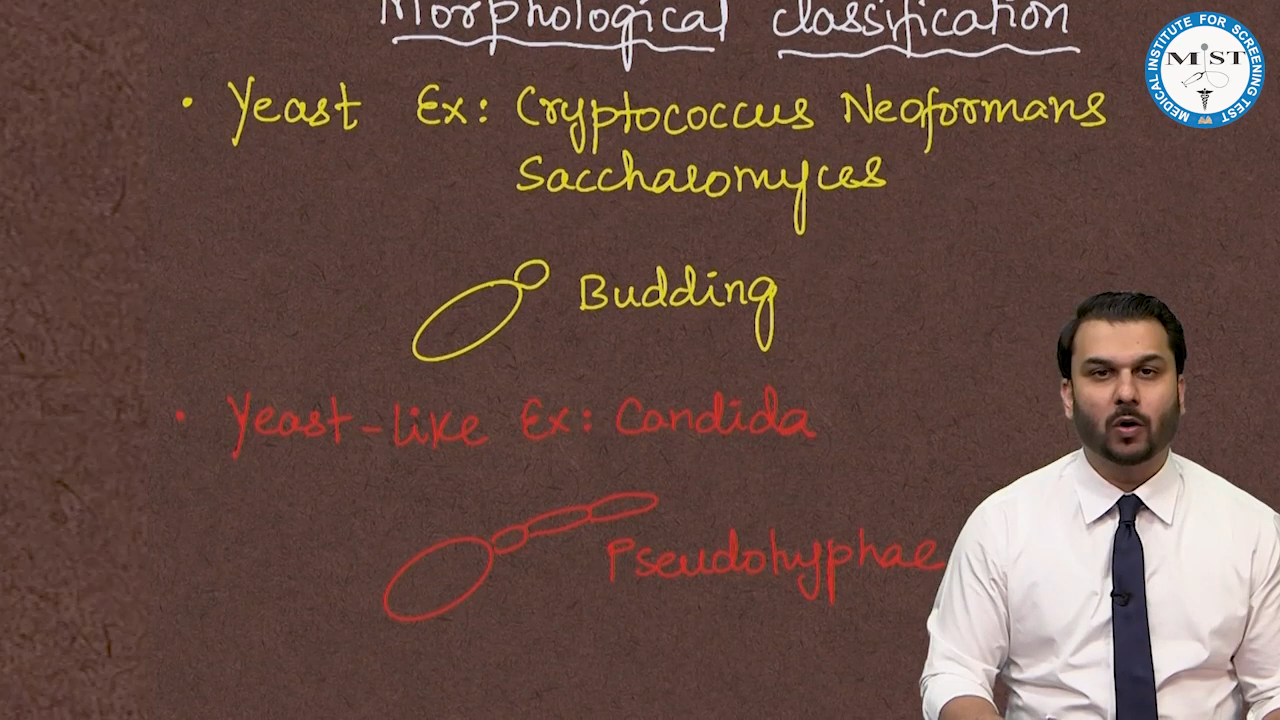 Morphological classification
• Yeast Ex: Cryptococcus Neoformans
Saccharomyces
Budding
• Yeast-like Ex: Candida
Pseudohyphae
MEDICAL INSTITUTE FOR SCREENING TEST
MIST